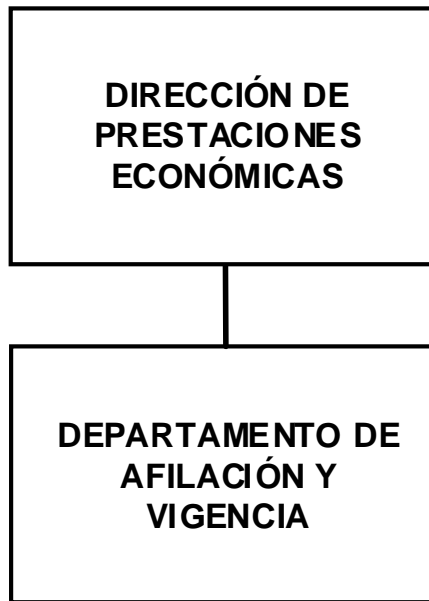 DIRECCIÓN DE
PRESTACIONES
ECONÓMICAS
DEPARTAMENTO DE
AFILACIÓN Y
VIGENCIA